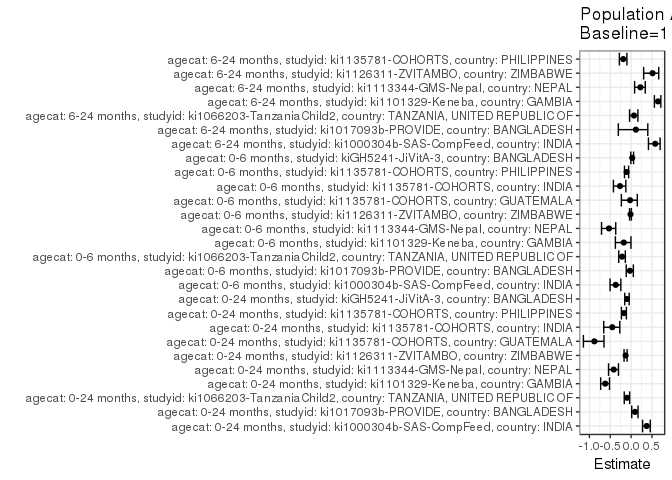 Population
Baseline=1
agecat: 6-24 months, studyid: ki1135781-COHORTS, country: PHILIPPINES
agecat: 6-24 months, studyid: ki1126311-ZVITAMBO, country: ZIMBABWE
agecat: 6-24 months, studyid: ki1113344-GMS-Nepal, country: NEPAL
agecat: 6-24 months, studyid: ki1101329-Keneba, country: GAMBIA
agecat: 6-24 months, studyid: ki1066203-TanzaniaChild2, country: TANZANIA, UNITED REPUBLIC OF
agecat: 6-24 months, studyid: ki1017093b-PROVIDE, country: BANGLADESH
agecat: 6-24 months, studyid: ki1000304b-SAS-CompFeed, country: INDIA
agecat: 0-6 months, studyid: kiGH5241-JiVitA-3, country: BANGLADESH
agecat: 0-6 months, studyid: ki1135781-COHORTS, country: PHILIPPINES
agecat: 0-6 months, studyid: ki1135781-COHORTS, country: INDIA
agecat: 0-6 months, studyid: ki1135781-COHORTS, country: GUATEMALA
agecat: 0-6 months, studyid: ki1126311-ZVITAMBO, country: ZIMBABWE
agecat: 0-6 months, studyid: ki1113344-GMS-Nepal, country: NEPAL
agecat: 0-6 months, studyid: ki1101329-Keneba, country: GAMBIA
agecat: 0-6 months, studyid: ki1066203-TanzaniaChild2, country: TANZANIA, UNITED REPUBLIC OF
agecat: 0-6 months, studyid: ki1017093b-PROVIDE, country: BANGLADESH
agecat: 0-6 months, studyid: ki1000304b-SAS-CompFeed, country: INDIA
agecat: 0-24 months, studyid: kiGH5241-JiVitA-3, country: BANGLADESH
agecat: 0-24 months, studyid: ki1135781-COHORTS, country: PHILIPPINES
agecat: 0-24 months, studyid: ki1135781-COHORTS, country: INDIA
agecat: 0-24 months, studyid: ki1135781-COHORTS, country: GUATEMALA
agecat: 0-24 months, studyid: ki1126311-ZVITAMBO, country: ZIMBABWE
agecat: 0-24 months, studyid: ki1113344-GMS-Nepal, country: NEPAL
agecat: 0-24 months, studyid: ki1101329-Keneba, country: GAMBIA
agecat: 0-24 months, studyid: ki1066203-TanzaniaChild2, country: TANZANIA, UNITED REPUBLIC OF
agecat: 0-24 months, studyid: ki1017093b-PROVIDE, country: BANGLADESH
agecat: 0-24 months, studyid: ki1000304b-SAS-CompFeed, country: INDIA
-1.0 -0.5 0.0 0.5
Estimate